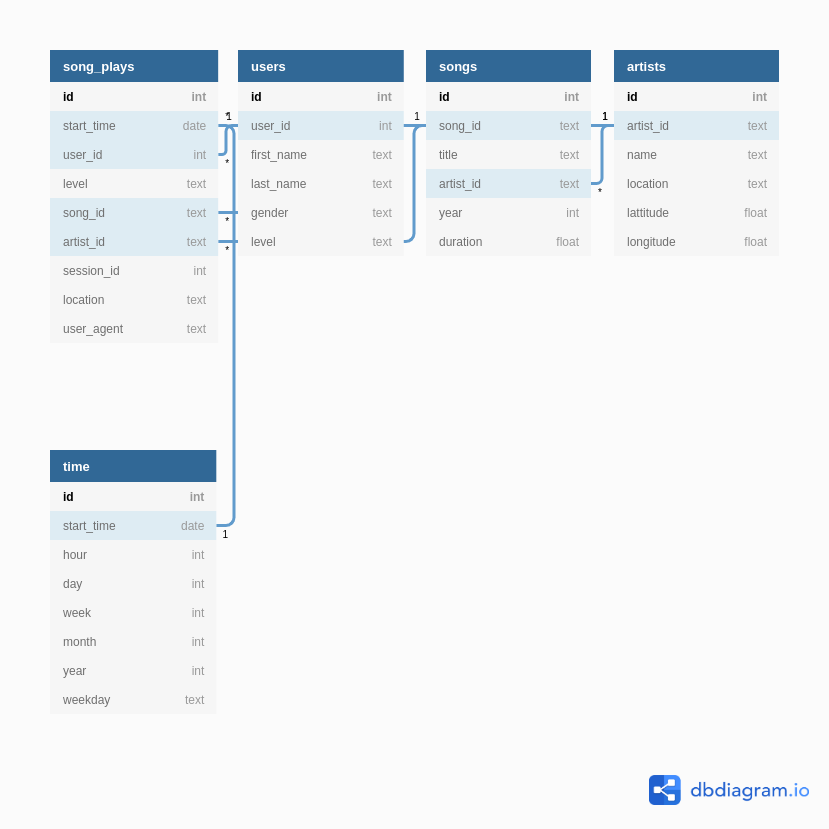 song_plays
id int
start_time date
user_id int
level text
song_id text
artist_id text
session_id int
location text
user_agent text
users
id int
user_id int
first_name text
last_name text
gender text
level text
songs
id int
song_id text
title text
artist_id text
year int
duration float
artists
id int
artist_id text
name text
location text
lattitude float
longitude float
*
1
*
*
*
1
1
*
time
id int
start_time date
hour int
day int
week int
month int
year int
weekday text
1
dbdiagram.io